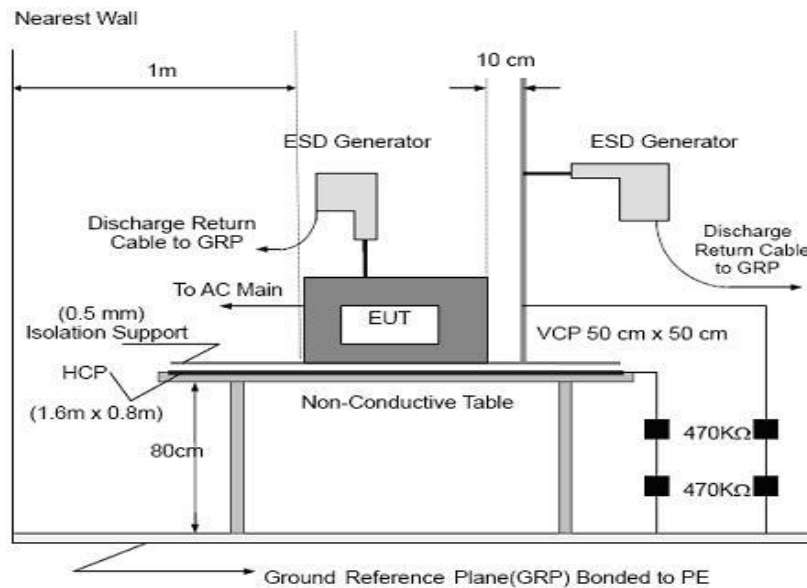 Nearest Wall
1m
10 cm
ESD Generator
ESD Generator
Discharge Return
Cable to GRP
Discharge
Return Cable
to GRP
To AC Main
EUT
(0.5 mm)
Isolation Support
VCP 50 cm x 50 cm
HCP
(1.6m x 0.8m)
Non-Conductive Table
80cm
470KΩ
470KΩ
Ground Reference Plane(GRP) Bonded to PE